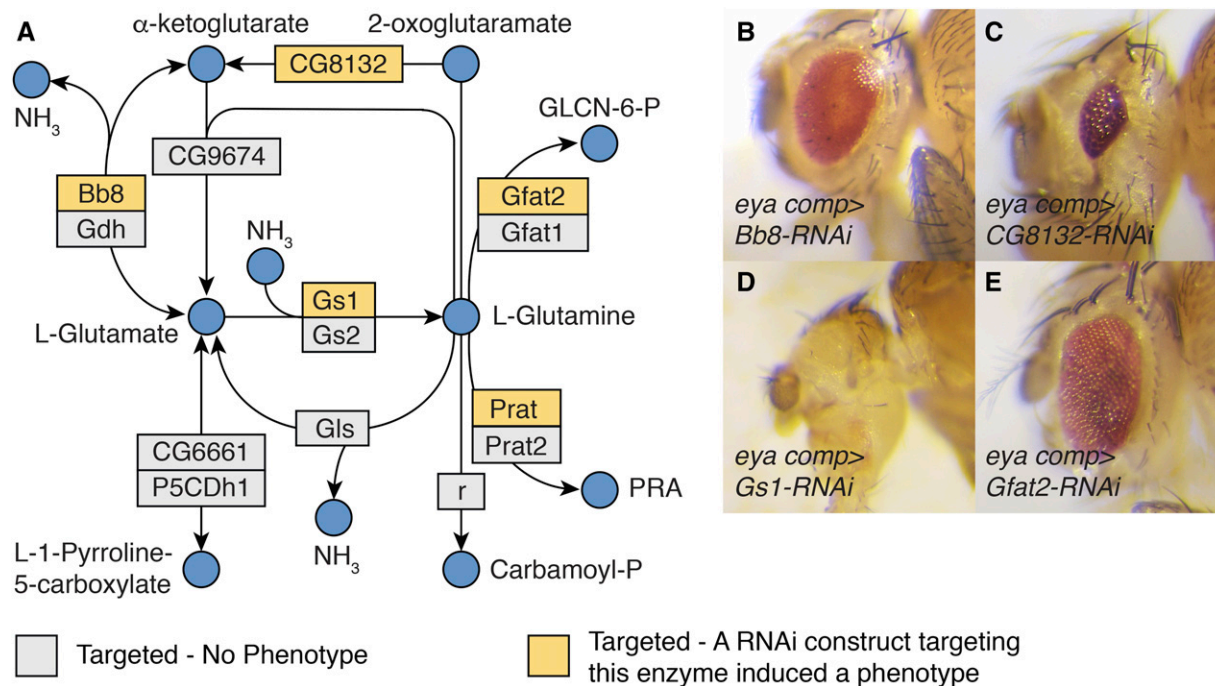 A
α-ketoglutarate
2-oxoglutaramate
CG8132
NH3
GLCN-6-P
CG9674
Bb8
Gdh
Gfat2
Gfat1
NH3
Gs1
Gs2
L-Glutamate
L-Glutamine
Gls
Prat
Prat2
CG6661
P5CDh1
r
PRA
NH3
L-1-Pyrroline-
5-carboxylate
Carbamoyl-P
B
eya comp>
Bb8-RNAi
C
eya comp>
CG8132-RNAi
D
eya comp>
Gs1-RNAi
E
eya comp>
Gfat2-RNAi
Targeted - No Phenotype
Targeted - A RNAi construct targeting
this enzyme induced a phenotype